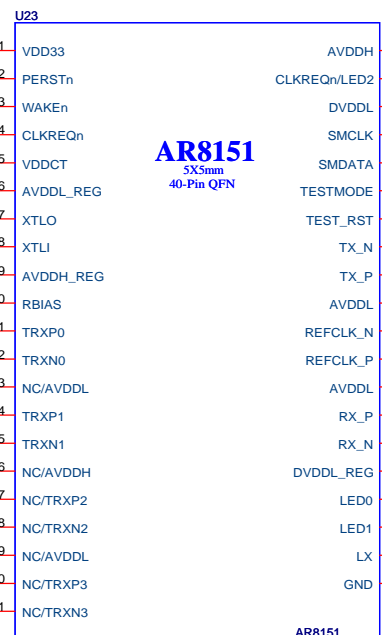 U23
1 VDD33 AVDDH
2 PERSTn CLKREQn/LED2
3 WAKEn DVDDL
4 CLKREQn SMCLK
AR8151
5 VDDCT SMDATA
5X5mm
6 AVDDL_REG TESTMODE
40-Pin QFN
7 XTLO TEST_RST
8 XTLI TX_N
9 AVDDH_REG TX_P
0 RBIAS AVDDL
1 TRXP0 REFCLK_N
2 TRXN0 REFCLK_P
3 NC/AVDDL AVDDL
4 TRXP1 RX_P
5 TRXN1 RX_N
6 NC/AVDDH DVDDL_REG
7 NC/TRXP2 LED0
8 NC/TRXN2 LED1
9 NC/AVDDL LX
0 NC/TRXP3 GND
1 NC/TRXN3
AR8151